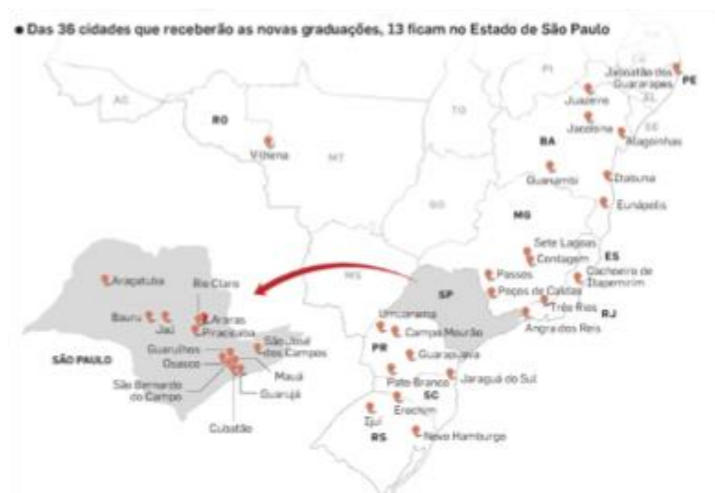 ● Das 36 cidades que receberão as novas graduações, 13 ficam no Estado de São Paulo
Jaboatão dos
Guararapes
PE
PI
Juazeiro
AC
RO
TO
SE
Jacobina
Alagoinhas
Vilhena
MT
BA
Guanambi
Itabuna
GO
Eunápolis
MG
Sete Lagoas
Contagem
ES
MS
Passos
Cachoeiro de
Itapemirim
Araçatuba
Rio Claro
SP
Poços de Caldas
Três Rios
RJ
Umuarama
Angra dos Reis
Bauru
Jaú
Araras
Piracicaba
Campo Mourão
São José
dos Campos
PR
Guarapuava
SÃO PAULO
Guarulhos
Osasco
Mauá
Pato Branco
Jaraguá do Sul
São Bernardo
do Campo
Guarujá
SC
Erechim
Cubatão
Ijuí
RS
Novo Hamburgo